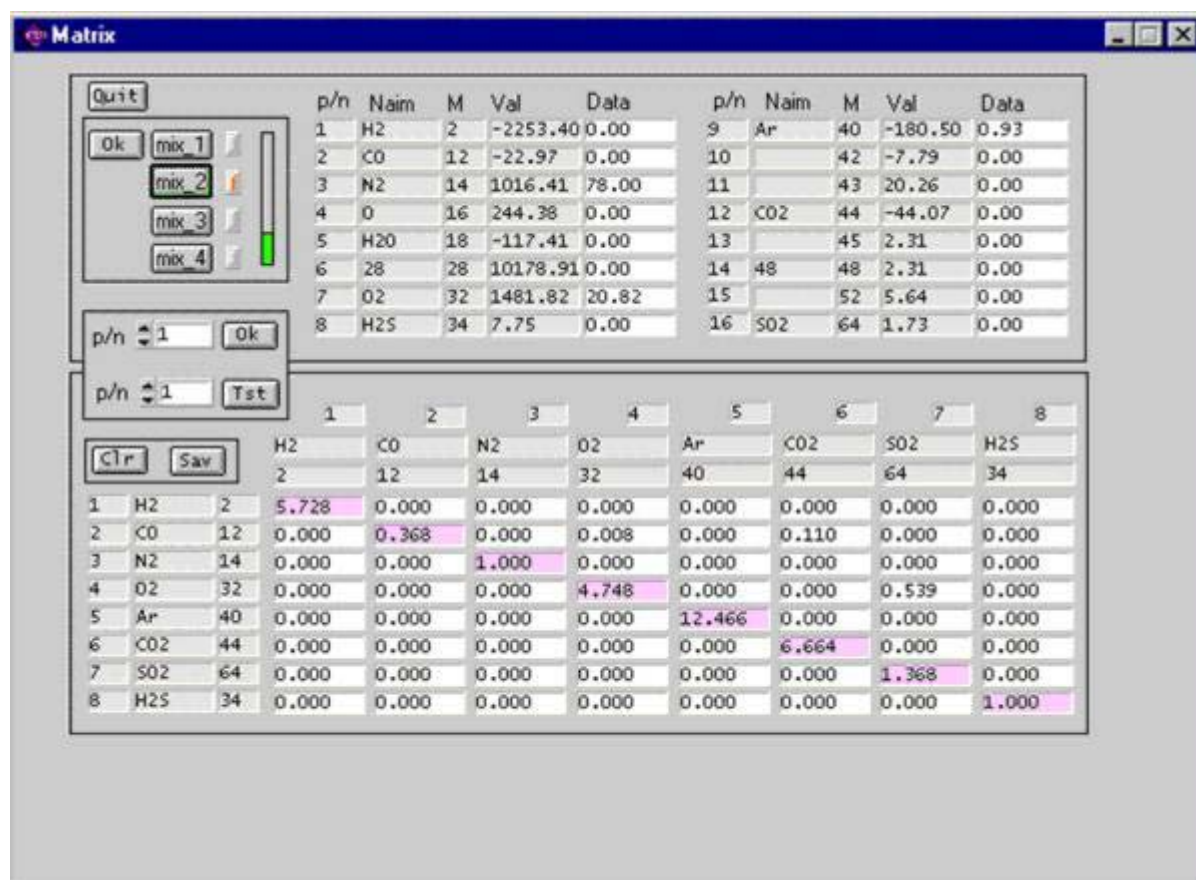 Matrix
Quit
Ok mix_1
mix_2
mix_3
mix_4
p/n Naim M Val Data p/n Naim M Val Data
1 H2 2 -2253.40 0.00 9 Ar 40 -180.50 0.93
2 CO 12 -22.97 0.00 10 42 -7.79 0.00
3 N2 14 1016.41 78.00 11 43 20.26 0.00
4 O 16 244.38 0.00 12 CO2 44 -44.07 0.00
5 H2O 18 -117.41 0.00 13 45 2.31 0.00
6 28 28 10178.91 0.00 14 48 48 2.31 0.00
7 O2 32 1481.82 20.82 15 52 5.64 0.00
8 H2S 34 7.75 0.00 16 SO2 64 1.73 0.00
p/n 1 Ok
p/n 1 Tst
Clr Sav
1 2 3 4 5 6 7 8
H2 CO N2 O2 Ar CO2 SO2 H2S
2 12 14 32 40 44 64 34
1 H2 2 5.728 0.000 0.000 0.000 0.000 0.000 0.000 0.000
2 CO 12 0.000 0.368 0.000 0.008 0.000 0.110 0.000 0.000
3 N2 14 0.000 0.000 1.000 0.000 0.000 0.000 0.000 0.000
4 O2 32 0.000 0.000 0.000 4.748 0.000 0.000 0.539 0.000
5 Ar 40 0.000 0.000 0.000 0.000 12.466 0.000 0.000 0.000
6 CO2 44 0.000 0.000 0.000 0.000 0.000 6.664 0.000 0.000
7 SO2 64 0.000 0.000 0.000 0.000 0.000 0.000 1.368 0.000
8 H2S 34 0.000 0.000 0.000 0.000 0.000 0.000 0.000 1.000